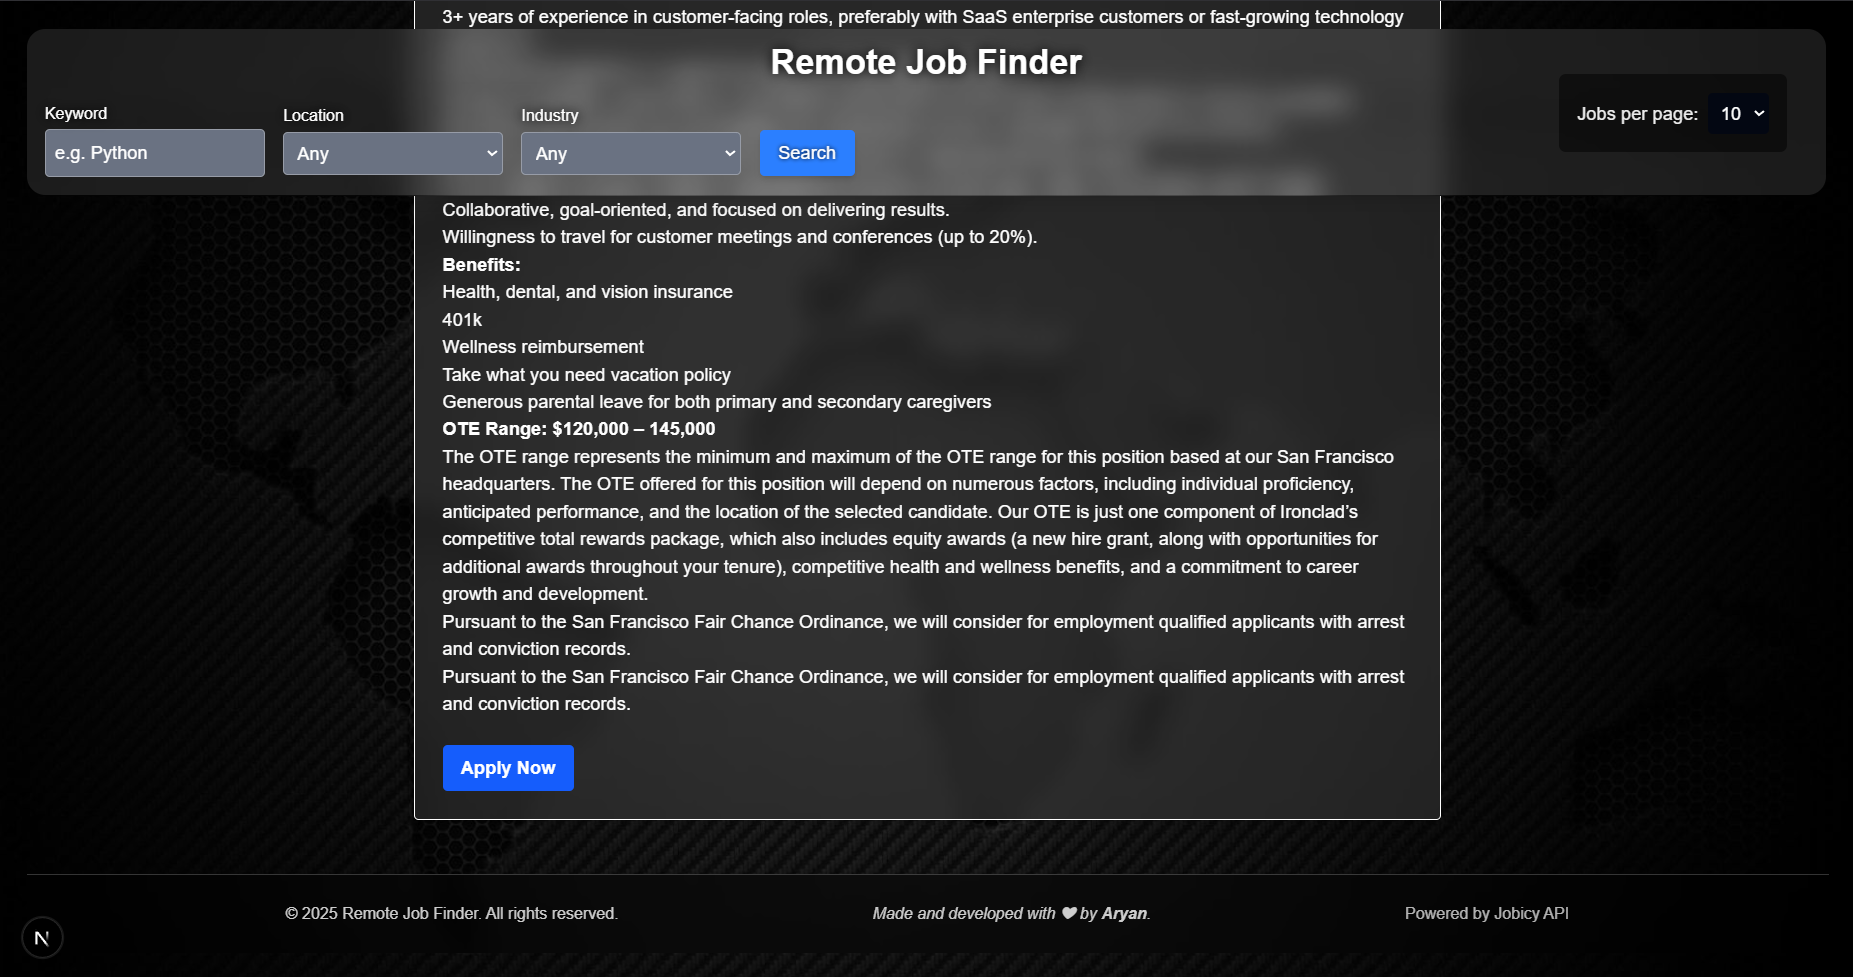 3+ years of experience in customer-facing roles, preferably with SaaS enterprise customers or fast-growing technology
Remote Job Finder
Keyword
e.g. Python
Location
Any
Industry
Any
Search
Jobs per page: 10
Collaborative, goal-oriented, and focused on delivering results.
Willingness to travel for customer meetings and conferences (up to 20%).
Benefits:
Health, dental, and vision insurance
401k
Wellness reimbursement
Take what you need vacation policy
Generous parental leave for both primary and secondary caregivers
OTE Range: $120,000 – 145,000
The OTE range represents the minimum and maximum of the OTE range for this position based at our San Francisco
headquarters. The OTE offered for this position will depend on numerous factors, including individual proficiency,
anticipated performance, and the location of the selected candidate. Our OTE is just one component of Ironclad’s
competitive total rewards package, which also includes equity awards (a new hire grant, along with opportunities for
additional awards throughout your tenure), competitive health and wellness benefits, and a commitment to career
growth and development.
Pursuant to the San Francisco Fair Chance Ordinance, we will consider for employment qualified applicants with arrest
and conviction records.
Pursuant to the San Francisco Fair Chance Ordinance, we will consider for employment qualified applicants with arrest
and conviction records.
Apply Now
© 2025 Remote Job Finder. All rights reserved.
Made and developed with 🖤 by Aryan.
Powered by Jobicy API
N